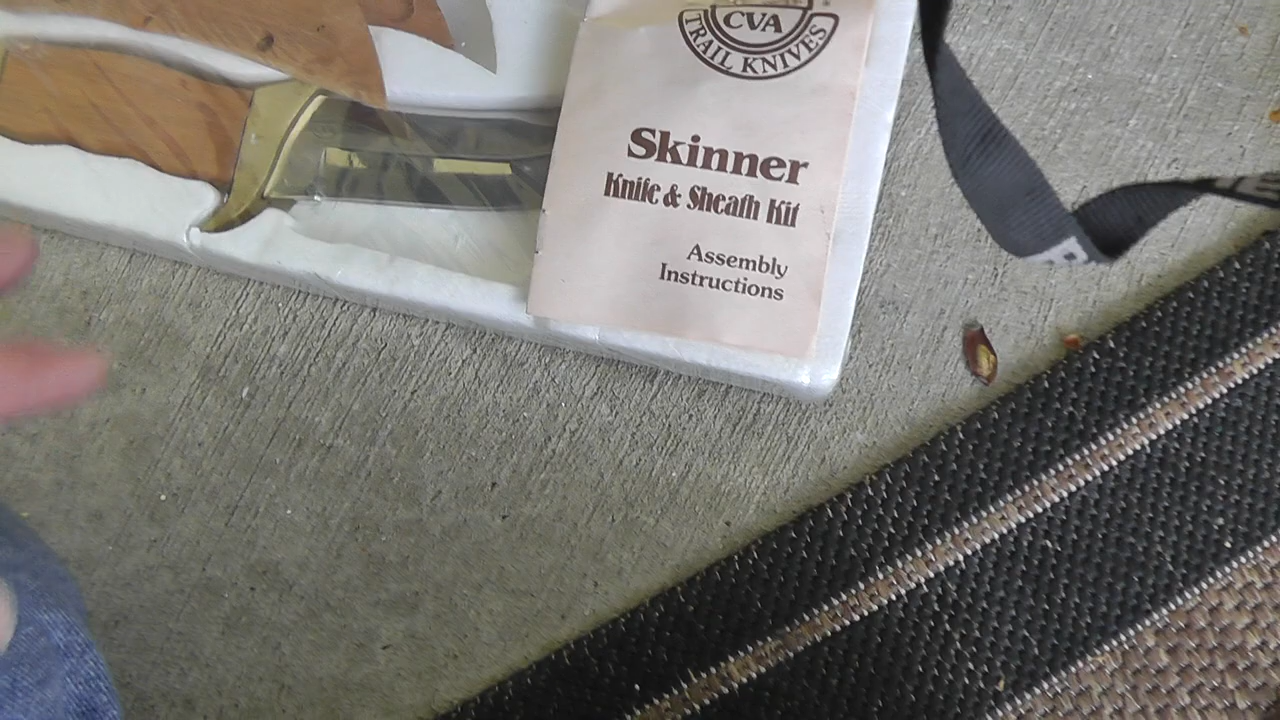 CVA
TRAIL KNIVES
Skinner
Knife & Sheath Kit
Assembly
Instructions